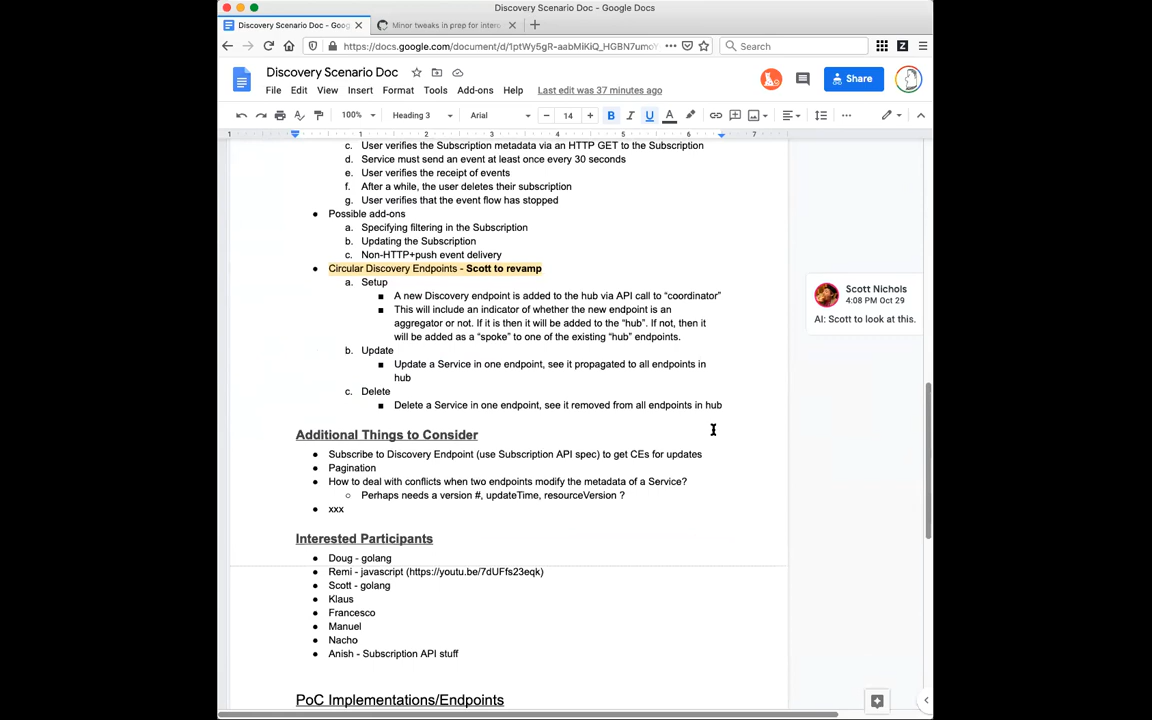 Discovery Scenario Doc - Google Docs
Discovery Scenario Doc - Goog
Minor tweaks in prep for intero
https://docs.google.com/document/d/1ptWy5gR-aabMiKiQ_HGBN7umo
Search
Discovery Scenario Doc
File Edit View Insert Format Tools Add-ons Help Last edit was 37 minutes ago
Share
100% Heading 3 Arial 14 B I U A
1 1 2 3 4 5 6 7
c. User verifies the Subscription metadata via an HTTP GET to the Subscription
d. Service must send an event at least once every 30 seconds
e. User verifies the receipt of events
f. After a while, the user deletes their subscription
g. User verifies that the event flow has stopped
● Possible add-ons
a. Specifying filtering in the Subscription
b. Updating the Subscription
c. Non-HTTP+push event delivery
● Circular Discovery Endpoints - Scott to revamp
a. Setup
■ A new Discovery endpoint is added to the hub via API call to “coordinator”
■ This will include an indicator of whether the new endpoint is an
aggregator or not. If it is then it will be added to the “hub”. If not, then it
will be added as a “spoke” to one of the existing “hub” endpoints.
b. Update
■ Update a Service in one endpoint, see it propagated to all endpoints in
hub
c. Delete
■ Delete a Service in one endpoint, see it removed from all endpoints in hub
Scott Nichols
4:08 PM Oct 29
AI: Scott to look at this.
Additional Things to Consider
● Subscribe to Discovery Endpoint (use Subscription API spec) to get CEs for updates
● Pagination
● How to deal with conflicts when two endpoints modify the metadata of a Service?
○ Perhaps needs a version #, updateTime, resourceVersion ?
● xxx
Interested Participants
● Doug - golang
● Remi - javascript (https://youtu.be/7dUFfs23eqk)
● Scott - golang
● Klaus
● Francesco
● Manuel
● Nacho
● Anish - Subscription API stuff
PoC Implementations/Endpoints